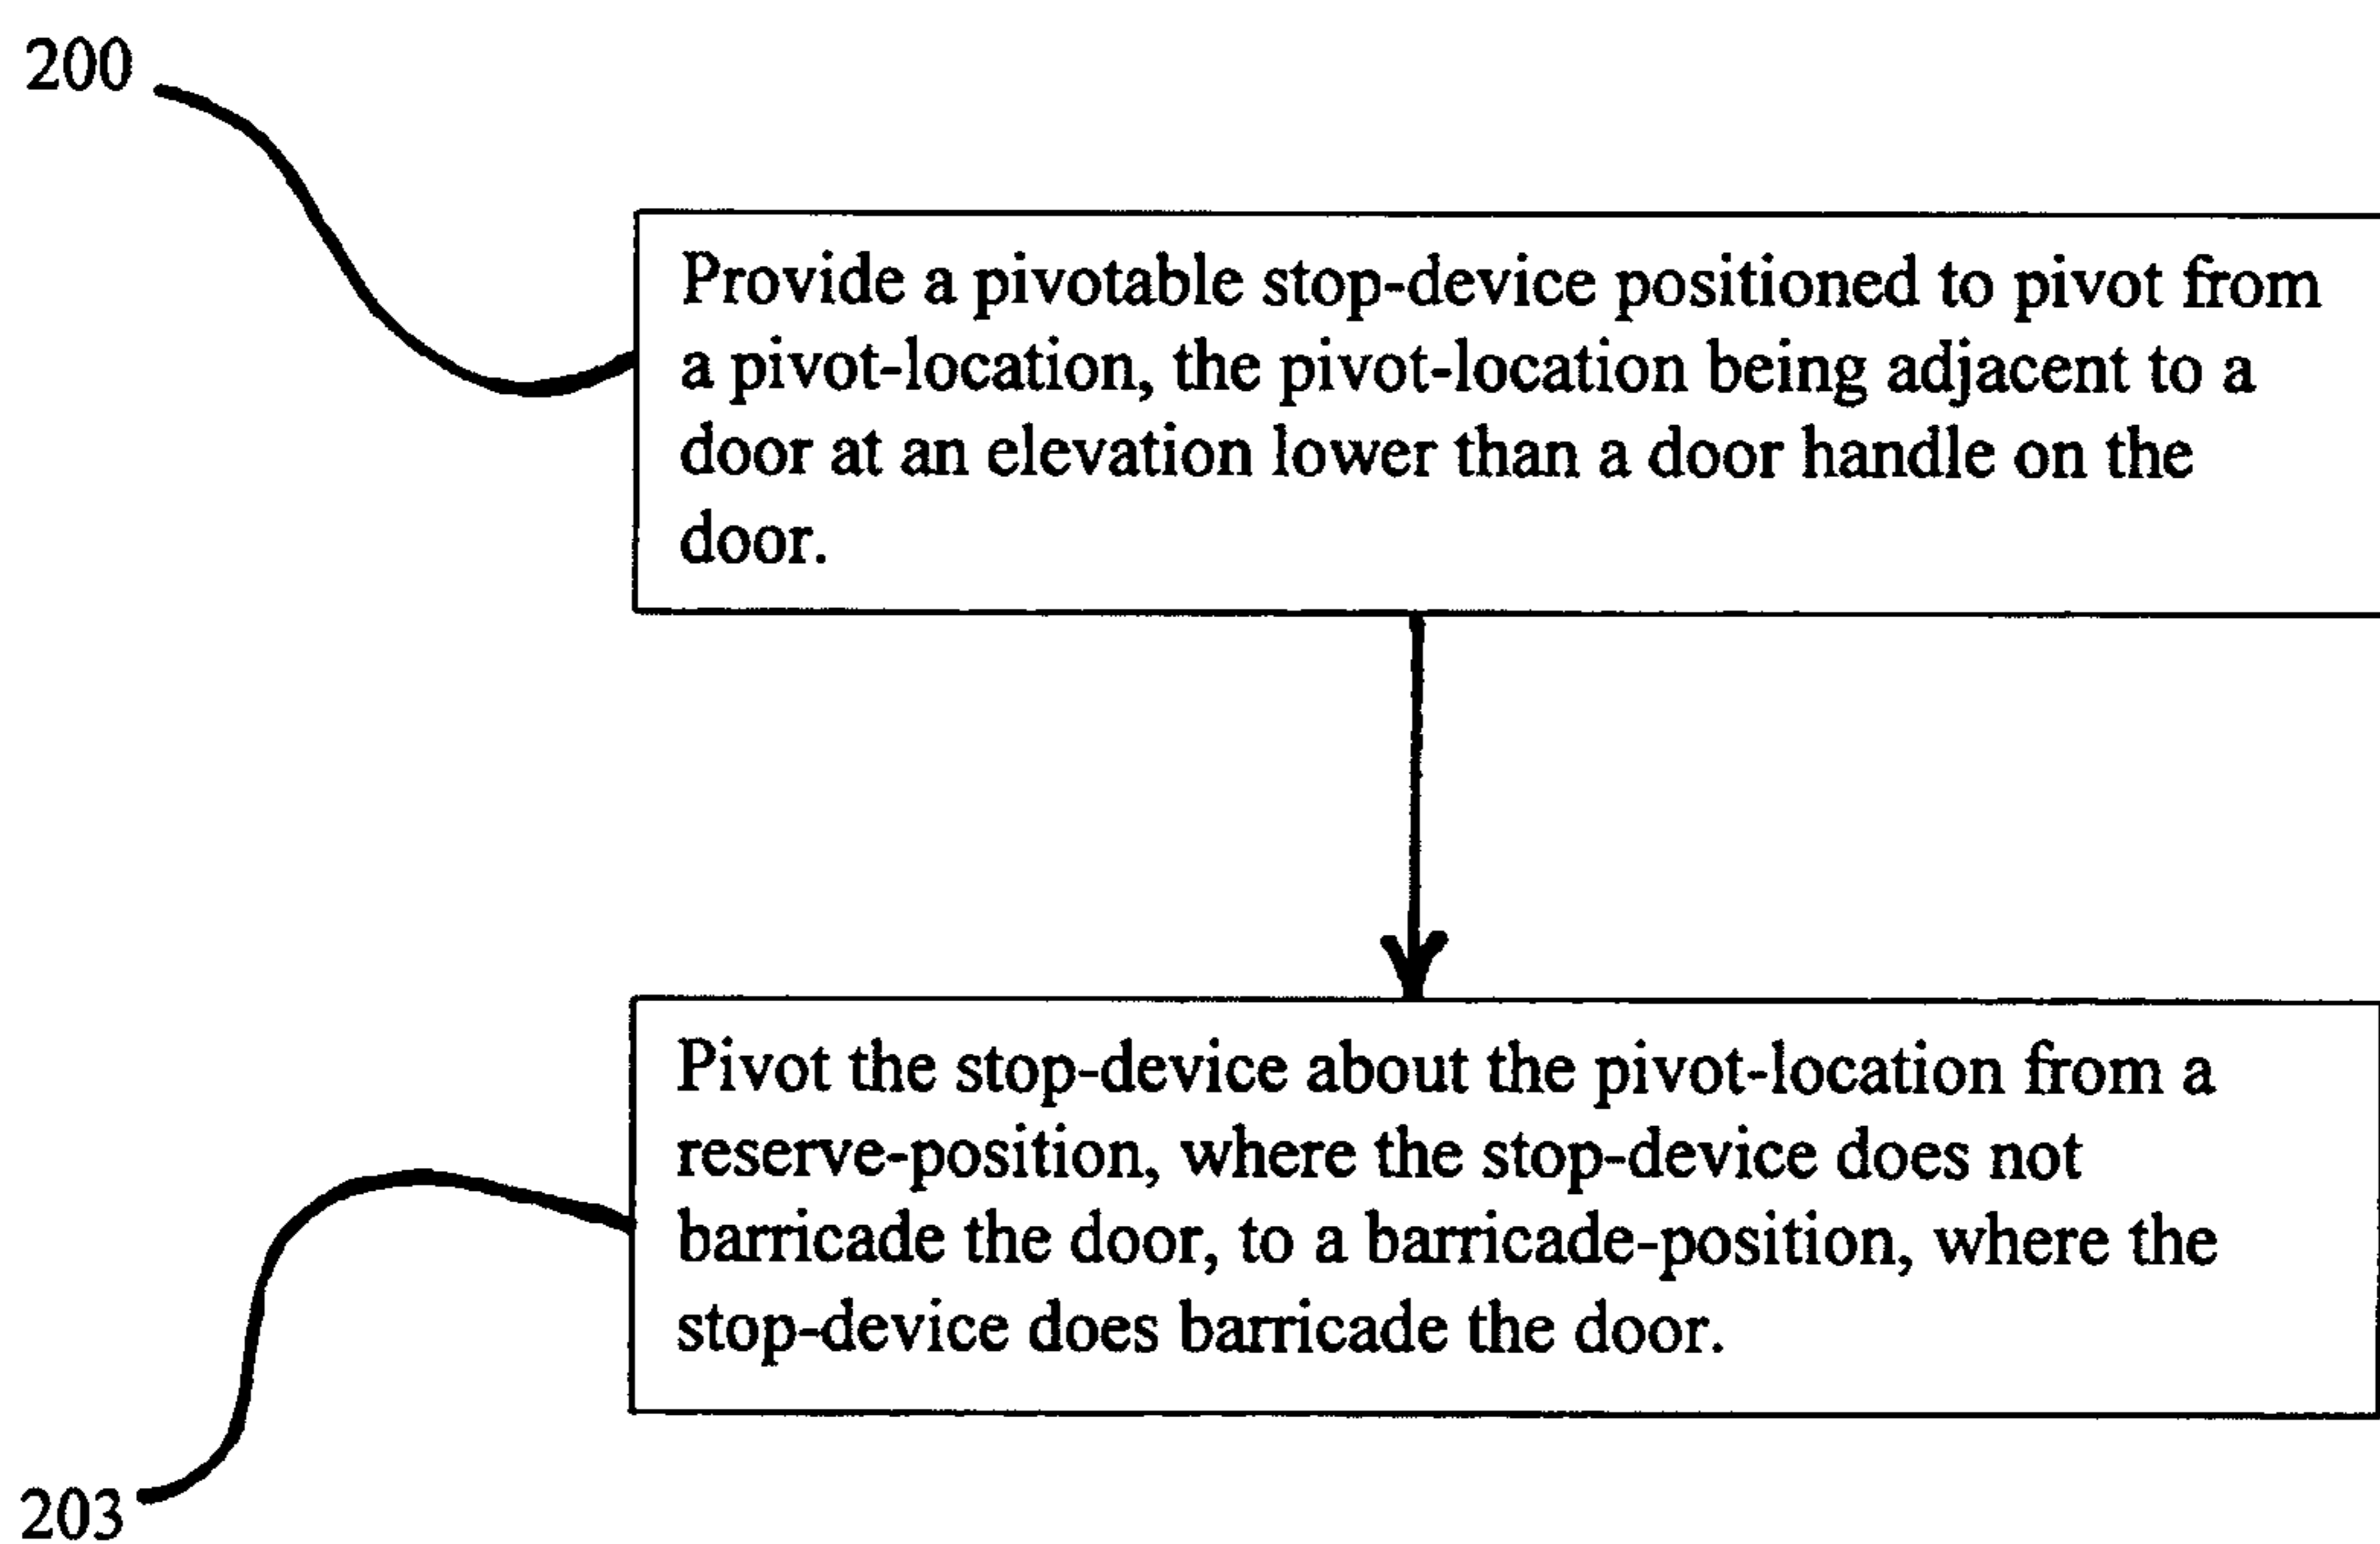 200
Provide a pivotable stop-device positioned to pivot from
a pivot-location, the pivot-location being adjacent to a
door at an elevation lower than a door handle on the
door.
Pivot the stop-device about the pivot-location from a
reserve-position, where the stop-device does not
barricade the door, to a barricade-position, where the
stop-device does barricade the door.
203